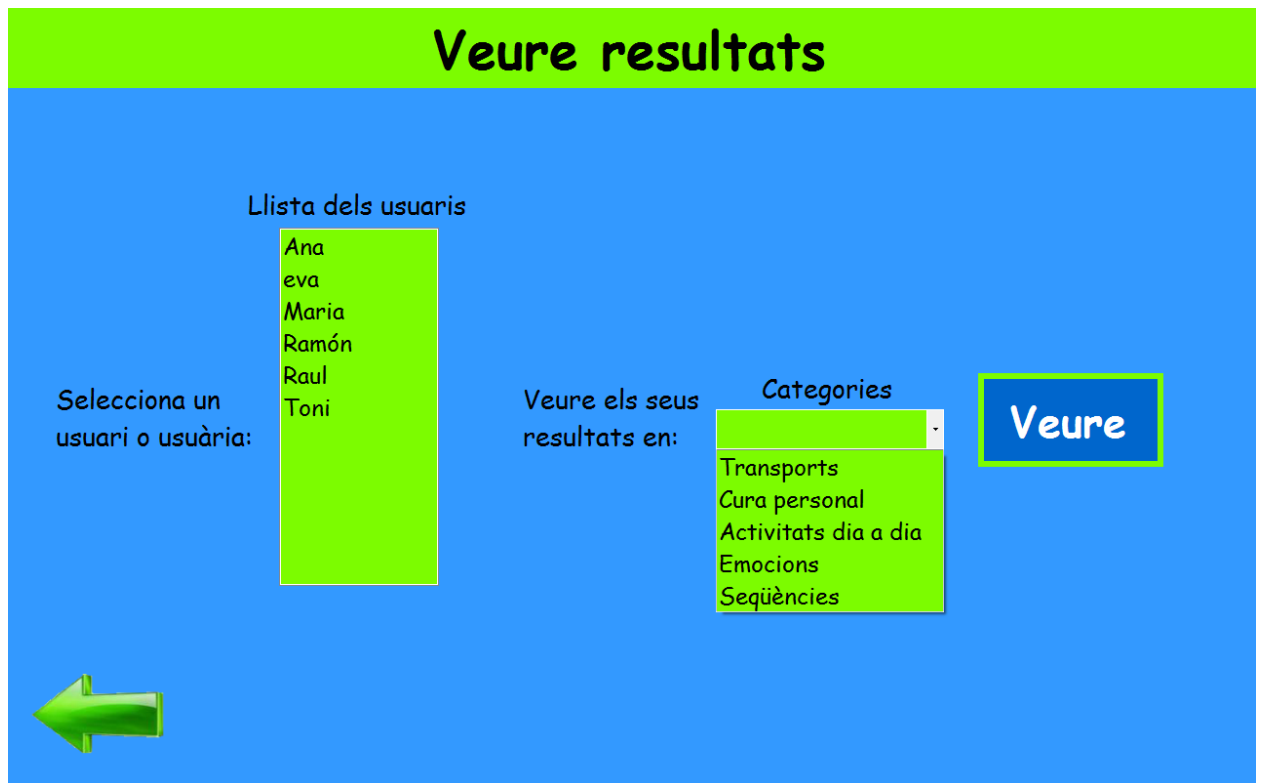 Veure resultats
Llista dels usuaris
Ana
eva
Maria
Ramón
Raul
Toni
Selecciona un
usuari o usuària:
Veure els seus
resultats en:
Categories
Transports
Cura personal
Activitats dia a dia
Emocions
Seqüències
Veure